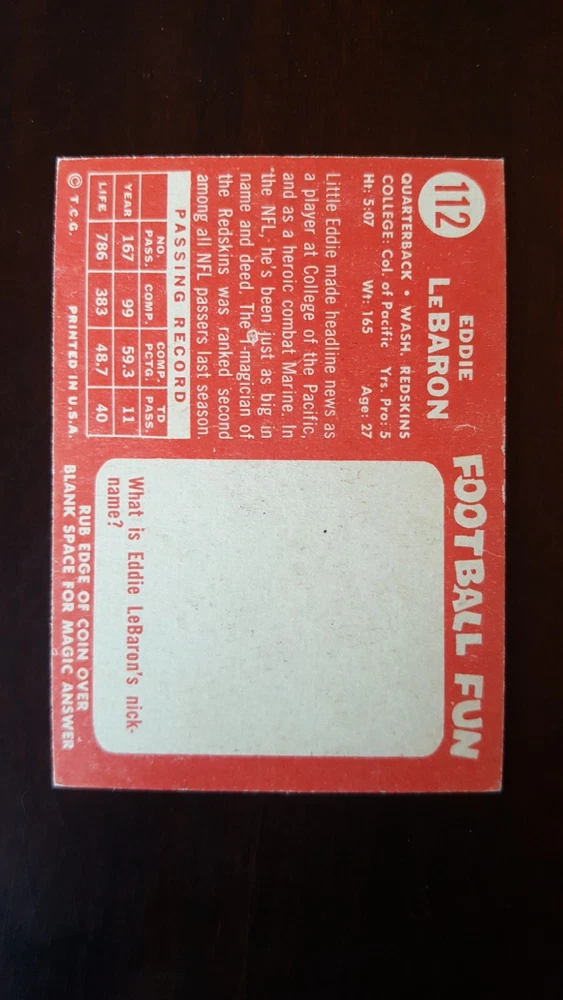 112
EDDIE
LEBARON
QUARTERBACK • WASH. REDSKINS
COLLEGE: Col. of Pacific Yrs. Pro: 5
Ht: 5:07 Wt: 165 Age: 27
Little Eddie made headline news as
a player at College of the Pacific,
and as a heroic combat Marine. In
the NFL, he's been just as big in
name and deed. The T-magician of
the Redskins was ranked second
among all NFL passers last season.
PASSING RECORD
NO. PASS. COMP. COMP. PCTG. TD PASS.
YEAR 167 99 59.3 11
LIFE 786 383 48.7 40
© T.C.G. PRINTED IN U.S.A.
FOOTBALL FUN
What is Eddie LeBaron's nick-
name?
RUB EDGE OF COIN OVER
BLANK SPACE FOR MAGIC ANSWER